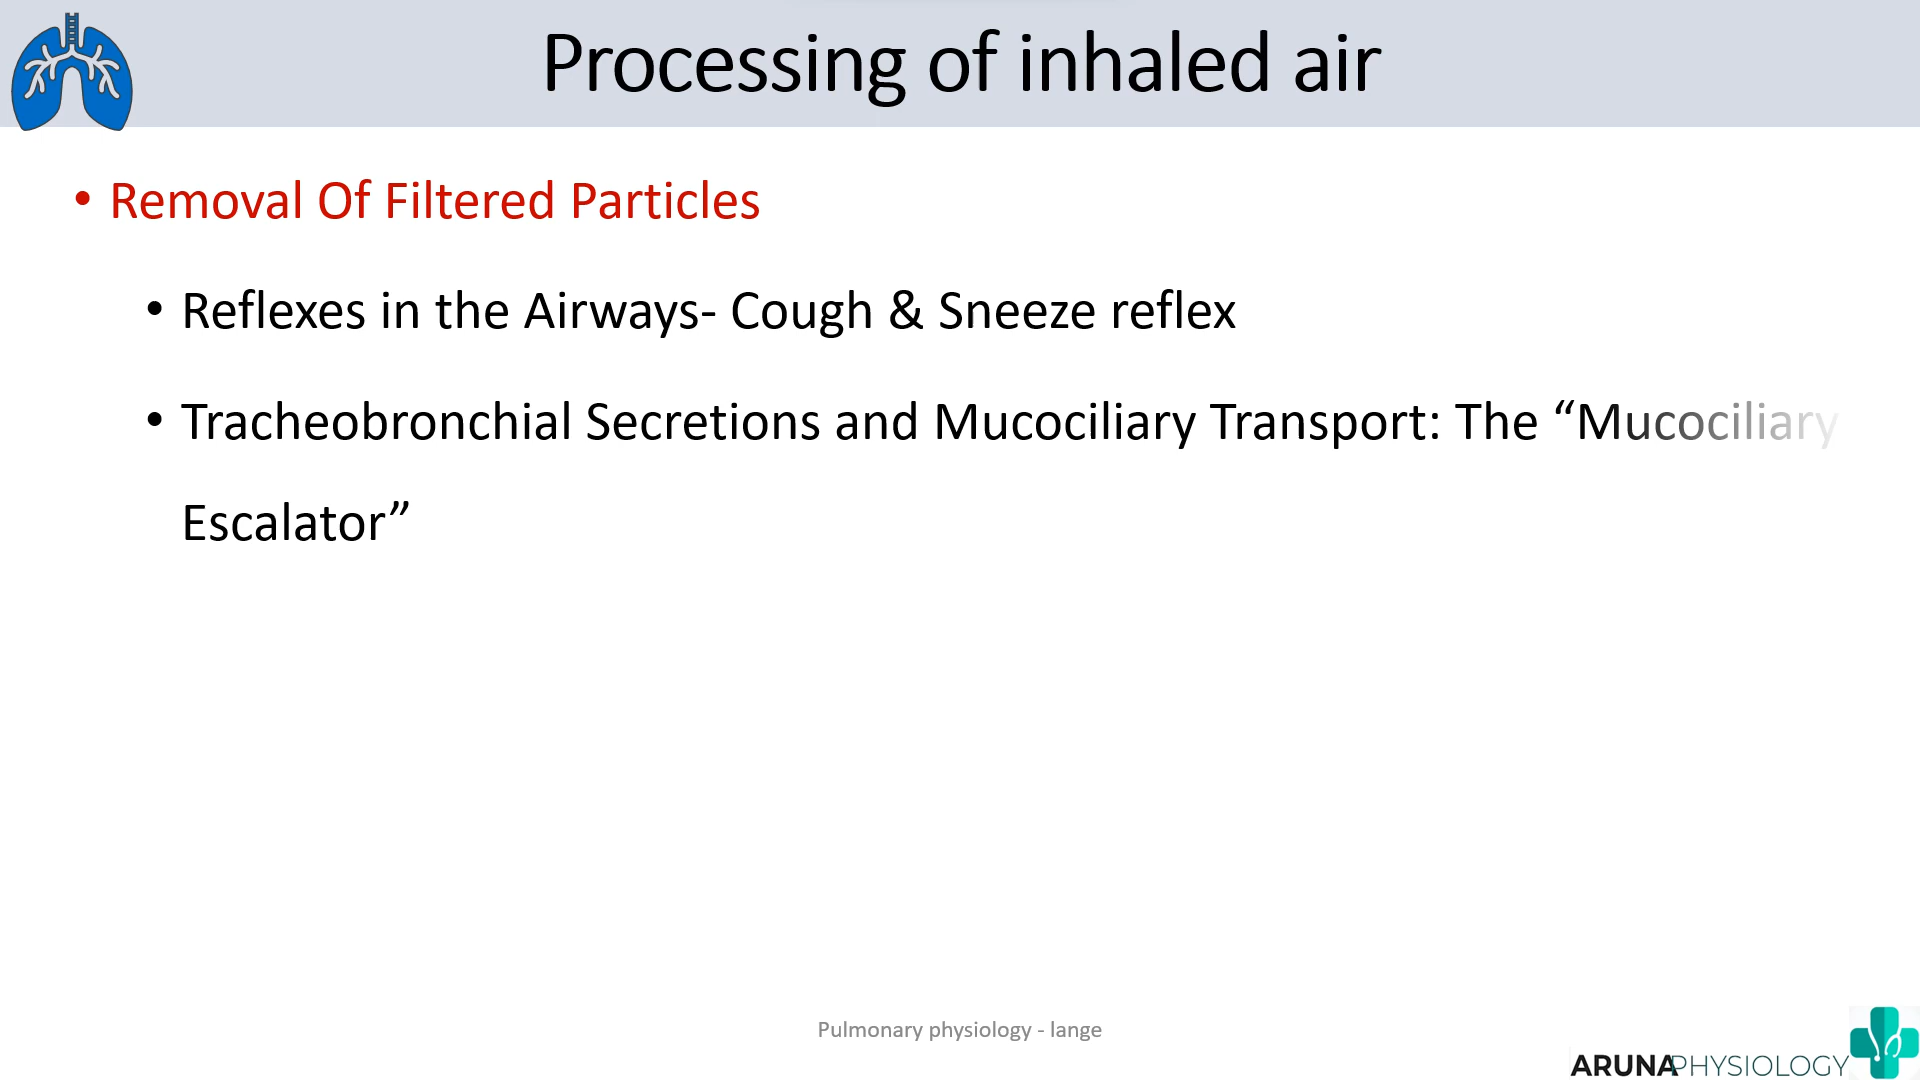 Processing of inhaled air
• Removal Of Filtered Particles
• Reflexes in the Airways- Cough & Sneeze reflex
• Tracheobronchial Secretions and Mucociliary Transport: The “Mucociliary
Escalator”
Pulmonary physiology - lange
ARUNAPHYSIOLOGY